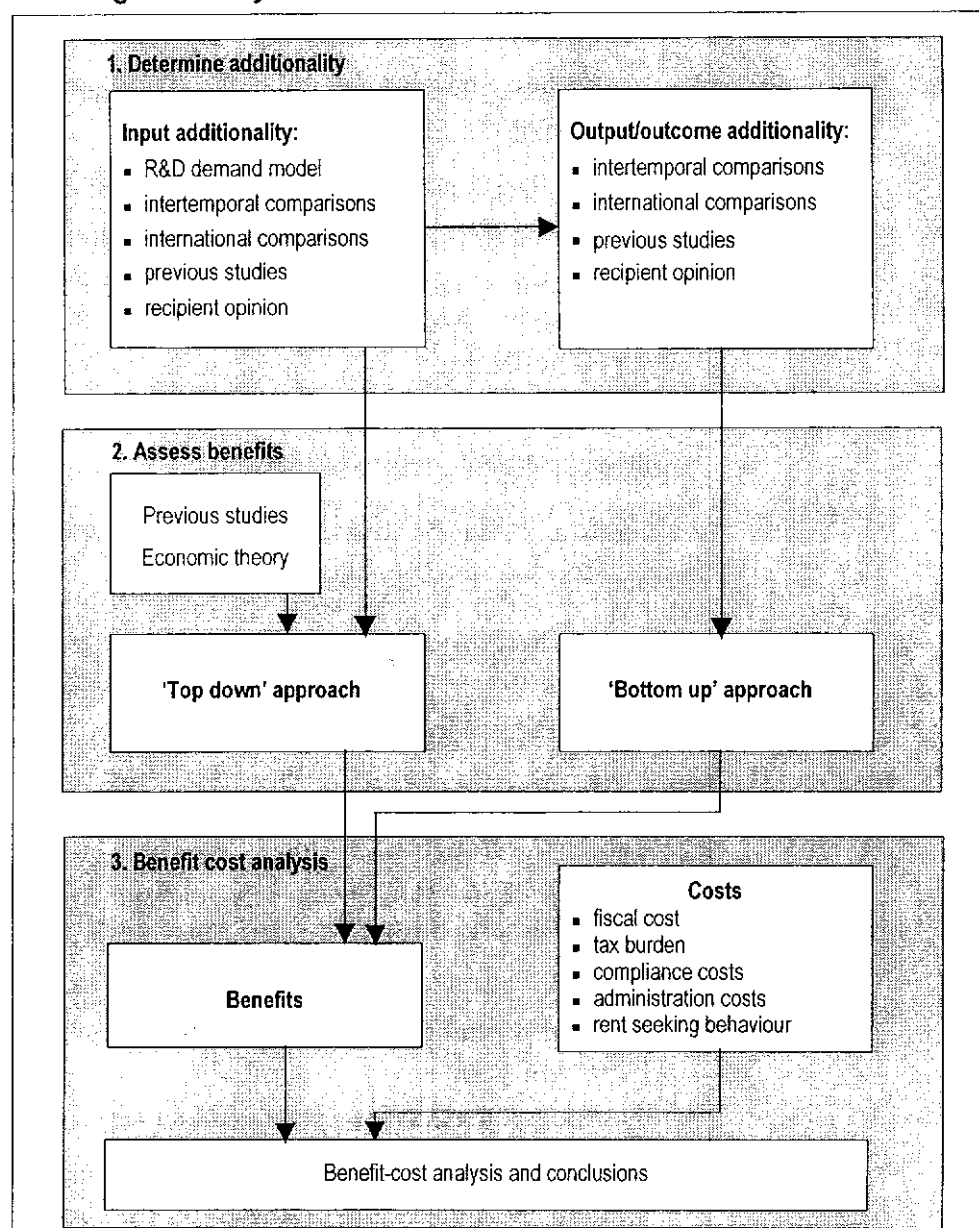 1. Determine additionality
Input additionality:
▪ R&D demand model
▪ intertemporal comparisons
▪ international comparisons
▪ previous studies
▪ recipient opinion
Output/outcome additionality:
▪ intertemporal comparisons
▪ international comparisons
▪ previous studies
▪ recipient opinion
2. Assess benefits
Previous studies
Economic theory
'Top down' approach
'Bottom up' approach
3. Benefit cost analysis
Costs
▪ fiscal cost
▪ tax burden
▪ compliance costs
▪ administration costs
▪ rent seeking behaviour
Benefits
Benefit-cost analysis and conclusions